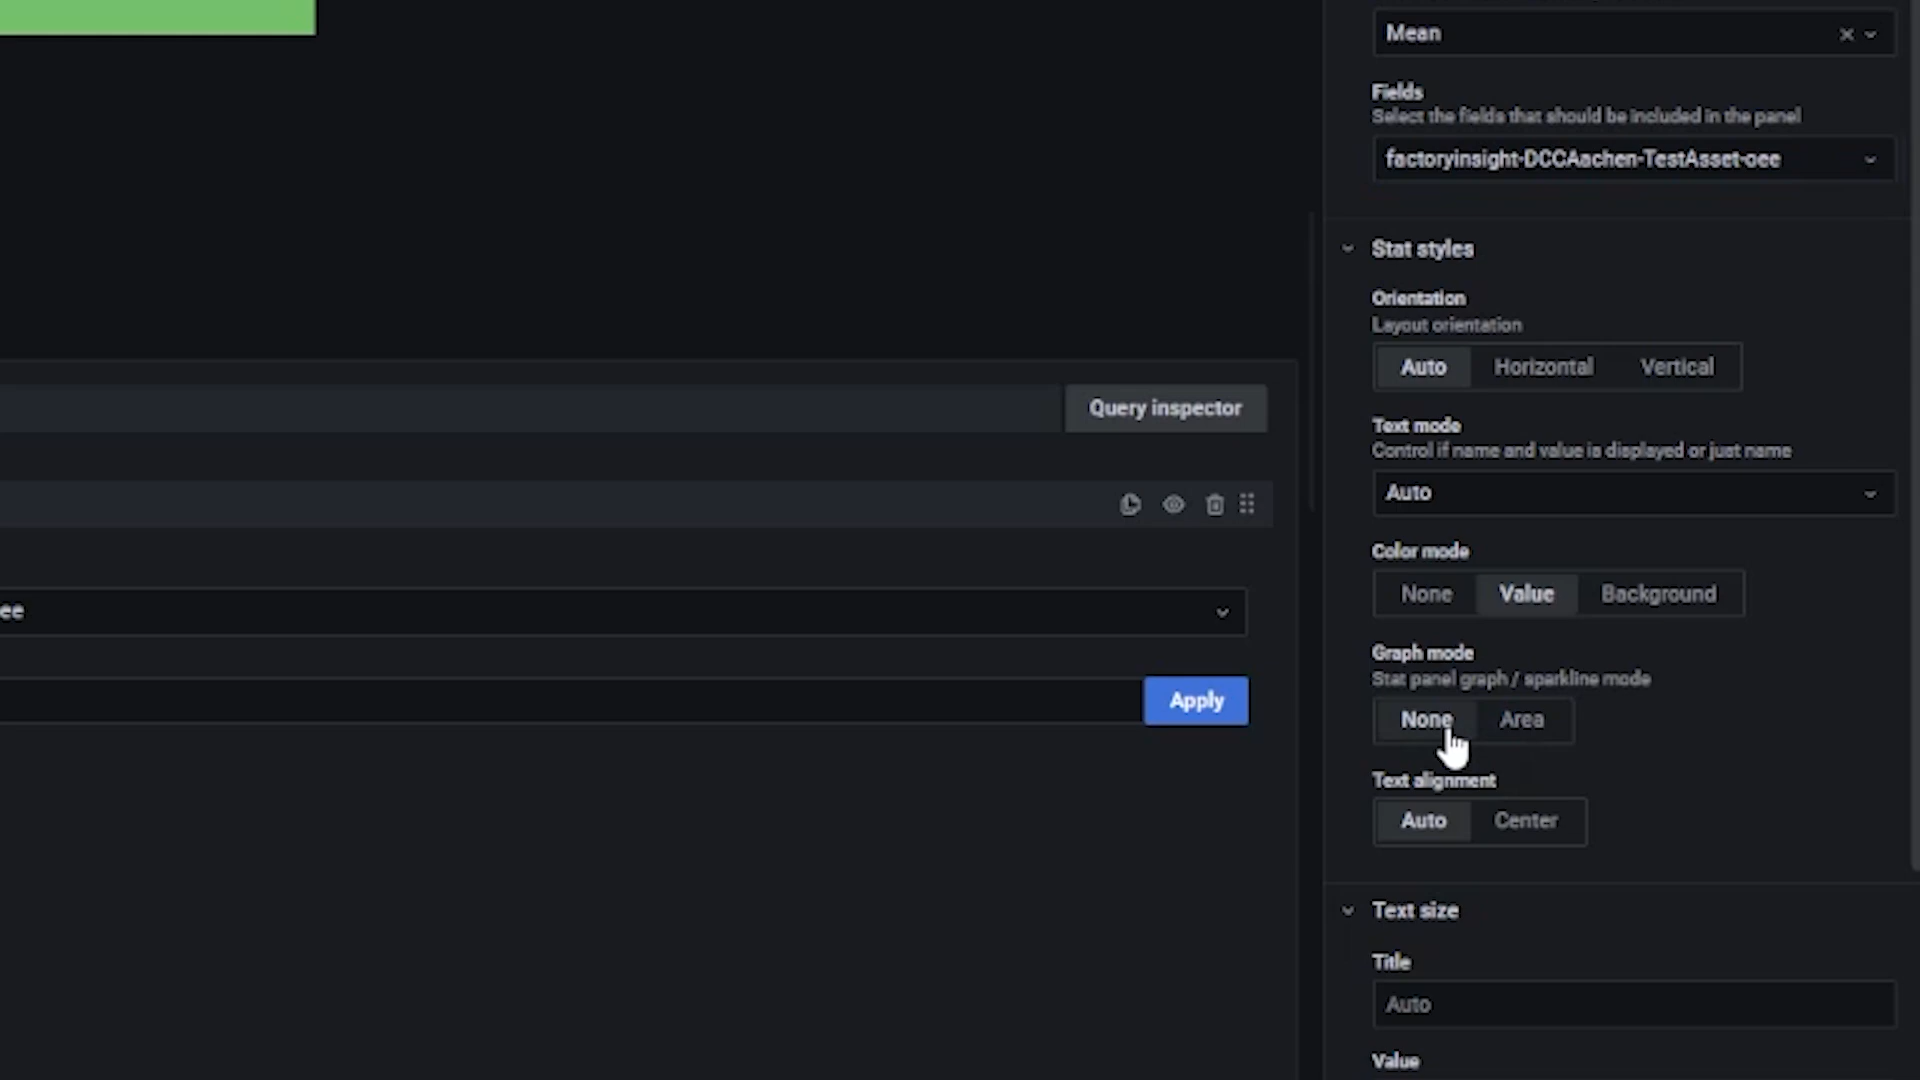 Mean
Fields
Select the fields that should be included in the panel
factoryinsight-DCCAachen-TestAsset-oee
Stat styles
Orientation
Layout orientation
Auto Horizontal Vertical
Query inspector
Text mode
Control if name and value is displayed or just name
Auto
Color mode
None Value Background
ee
Graph mode
Stat panel graph / sparkline mode
Apply
None Area
Text alignment
Auto Center
Text size
Title
Auto
Value